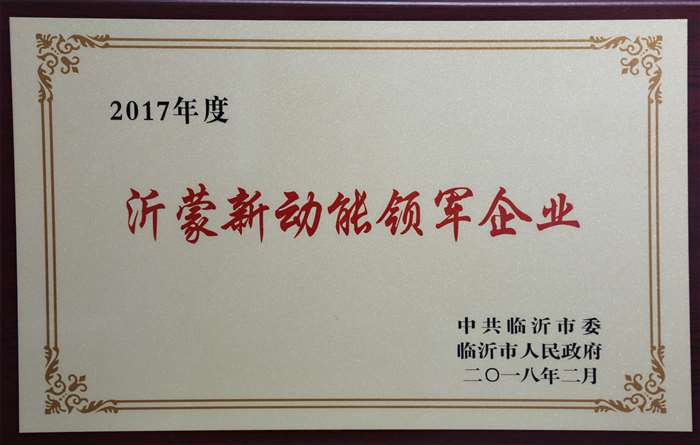 2017年度
沂蒙新动能领军企业
中共临沂市委
临沂市人民政府
二〇一八年二月